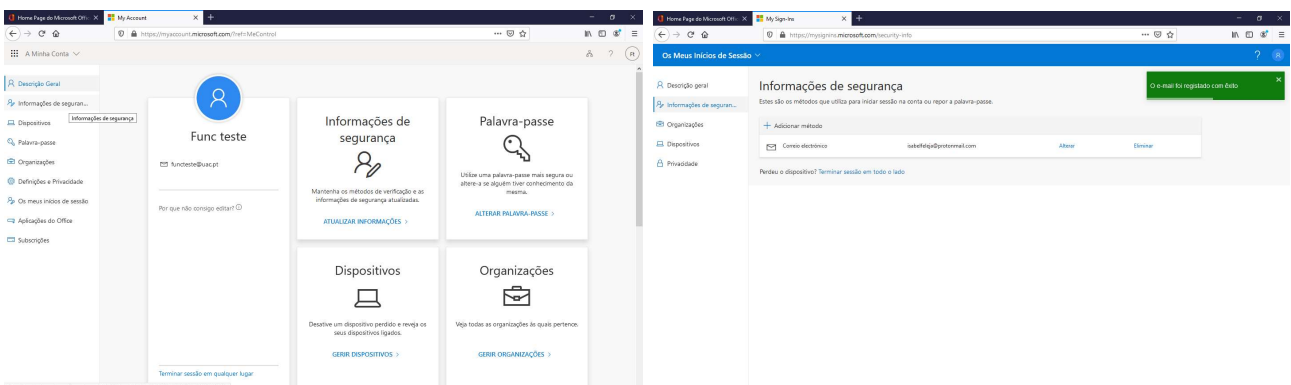 Home Page do Microsoft Offi
My Account
https://myaccount.microsoft.com/?ref=MeControl
A Minha Conta
Descrição Geral
Informações de seguran...
Informações de segurança
Dispositivos
Palavra-passe
Organizações
Definições e Privacidade
Os meus inícios de sessão
Aplicações do Office
Subscrições
Func teste
functeste@uac.pt
Por que não consigo editar?
Terminar sessão em qualquer lugar
Informações de
segurança
Mantenha os métodos de verificação e as
informações de segurança atualizadas.
ATUALIZAR INFORMAÇÕES >
Palavra-passe
Utilize uma palavra-passe mais segura ou
altere-a se alguém tiver conhecimento da
mesma.
ALTERAR PALAVRA-PASSE >
Dispositivos
Desative um dispositivo perdido e reveja os
seus dispositivos ligados.
GERIR DISPOSITIVOS >
Organizações
Veja todas as organizações às quais pertence.
GERIR ORGANIZAÇÕES >
Home Page do Microsoft Offi
My Sign-Ins
https://mysignins.microsoft.com/security-info
Os Meus Inícios de Sessão
Descrição geral
Informações de seguran...
Organizações
Dispositivos
Privacidade
Informações de segurança
Estes são os métodos que utiliza para iniciar sessão na conta ou repor a palavra-passe.
O e-mail foi registado com êxito
+ Adicionar método
Correio electrónico isabelfeleja@protonmail.com Alterar Eliminar
Perdeu o dispositivo? Terminar sessão em todo o lado